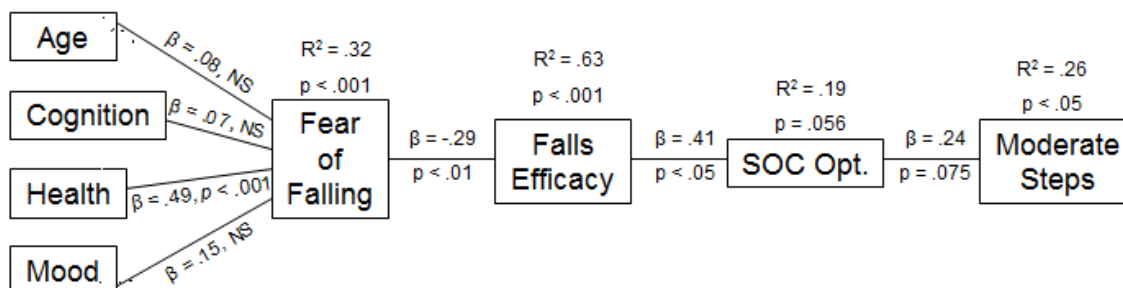 Age
β = .08, NS
Cognition
β = .07, NS
Health
β = .49, p < .001
Mood
β = .15, NS
R² = .32
p < .001
Fear
of
Falling
β = -.29
p < .01
R² = .63
p < .001
Falls
Efficacy
β = .41
p < .05
R² = .19
p = .056
SOC Opt.
β = .24
p = .075
R² = .26
p < .05
Moderate
Steps